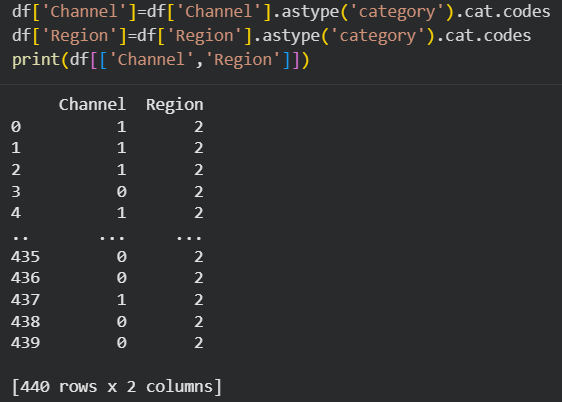 df['Channel']=df['Channel'].astype('category').cat.codes
df['Region']=df['Region'].astype('category').cat.codes
print(df[['Channel','Region']])
     Channel  Region
0          1       2
1          1       2
2          1       2
3          0       2
4          1       2
..       ...     ...
435        0       2
436        0       2
437        1       2
438        0       2
439        0       2
[440 rows x 2 columns]